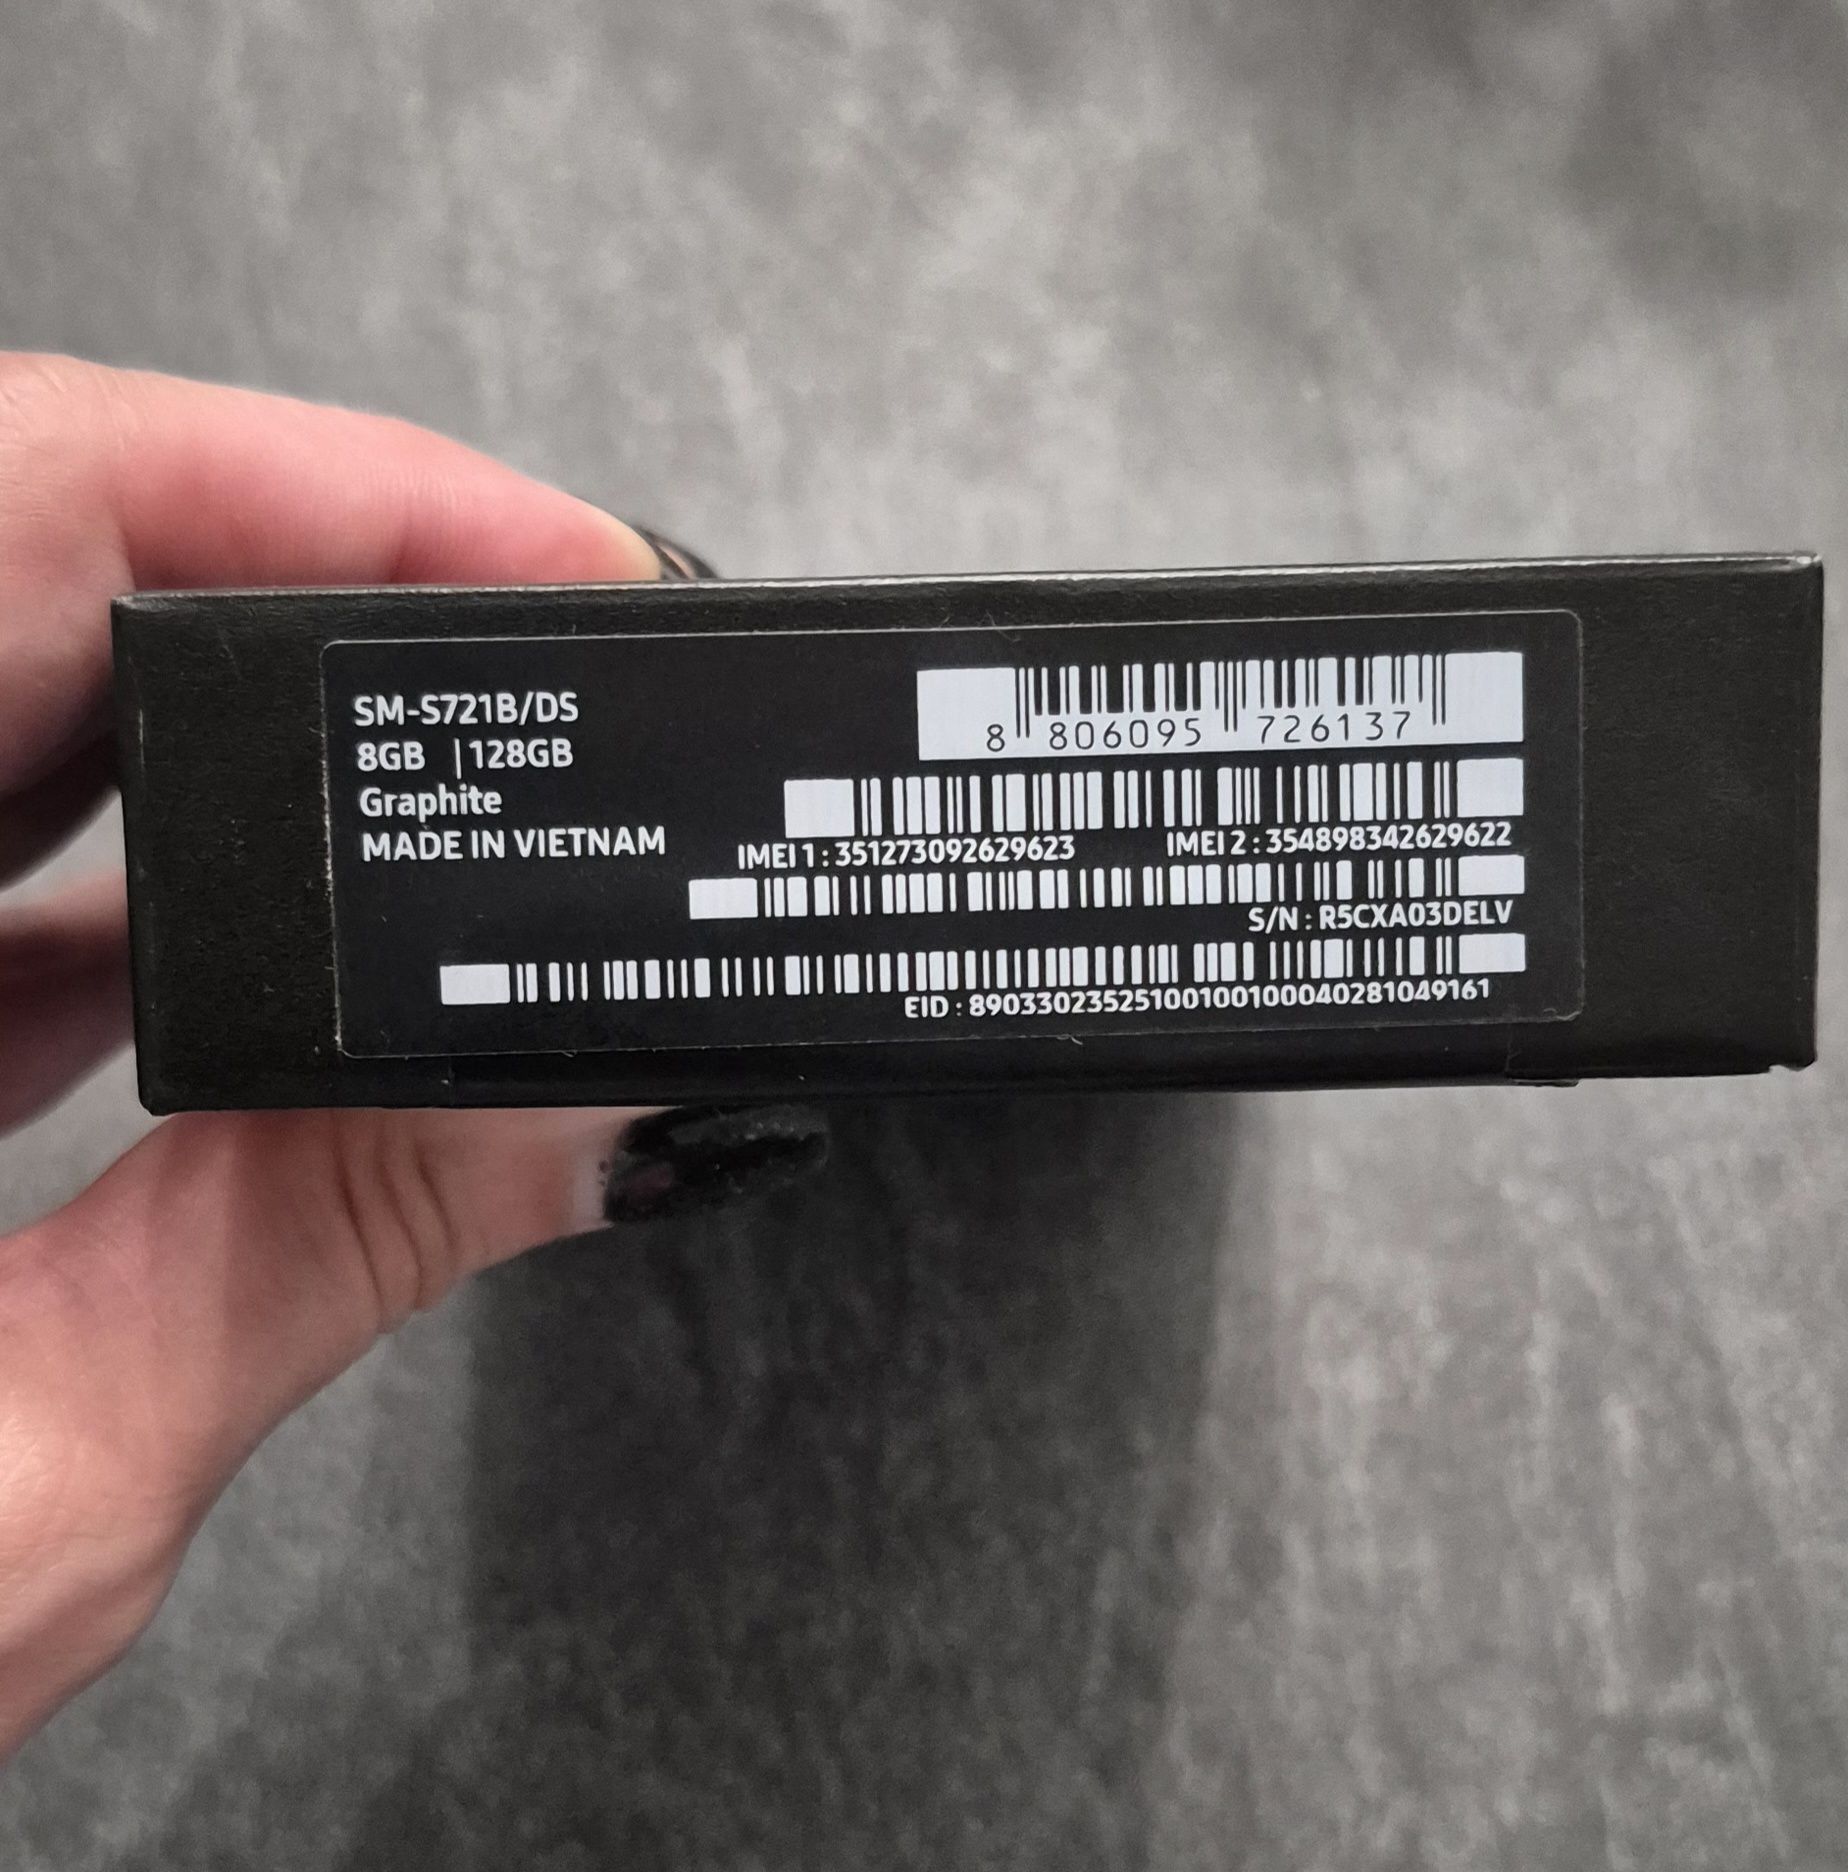 SM-S721B/DS
8GB | 128GB
Graphite
MADE IN VIETNAM
8 806095 726137
IMEI 1 : 351273092629623 IMEI 2 : 354898342629622
S/N : R5CXA03DELV
EID : 89033023525100100100040281049161